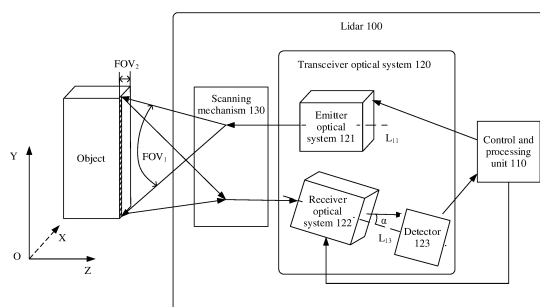 Lidar 100
FOV₂
Scanning
mechanism 130
Transceiver optical system 120
Emitter
optical
system 121
L₁₁
Control and
processing
unit 110
Object
FOV₁
Y
X
O
Z
Receiver
optical
system 122
α
L₁₃
Detector
123